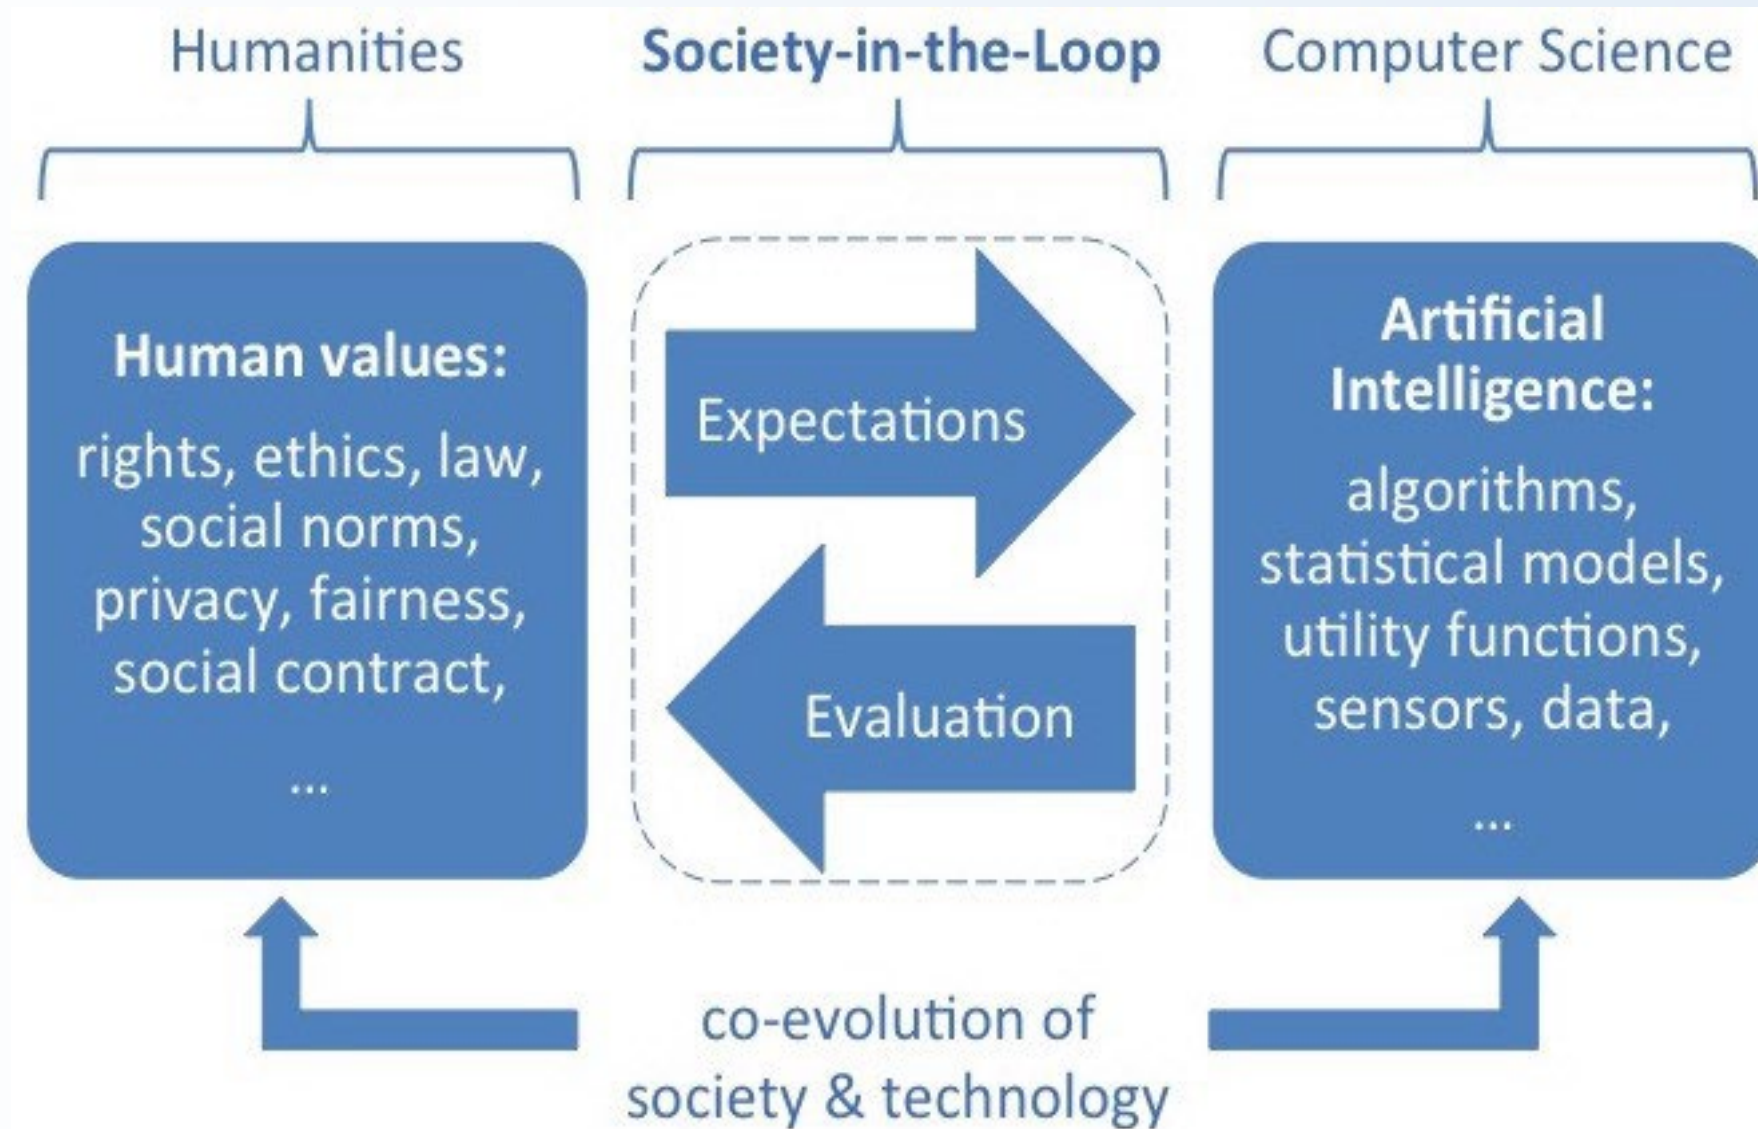 Humanities
Society-in-the-Loop
Computer Science
Human values:
rights, ethics, law,
social norms,
privacy, fairness,
social contract,
...
Expectations
Evaluation
Artificial
Intelligence:
algorithms,
statistical models,
utility functions,
sensors, data,
...
co-evolution of
society & technology